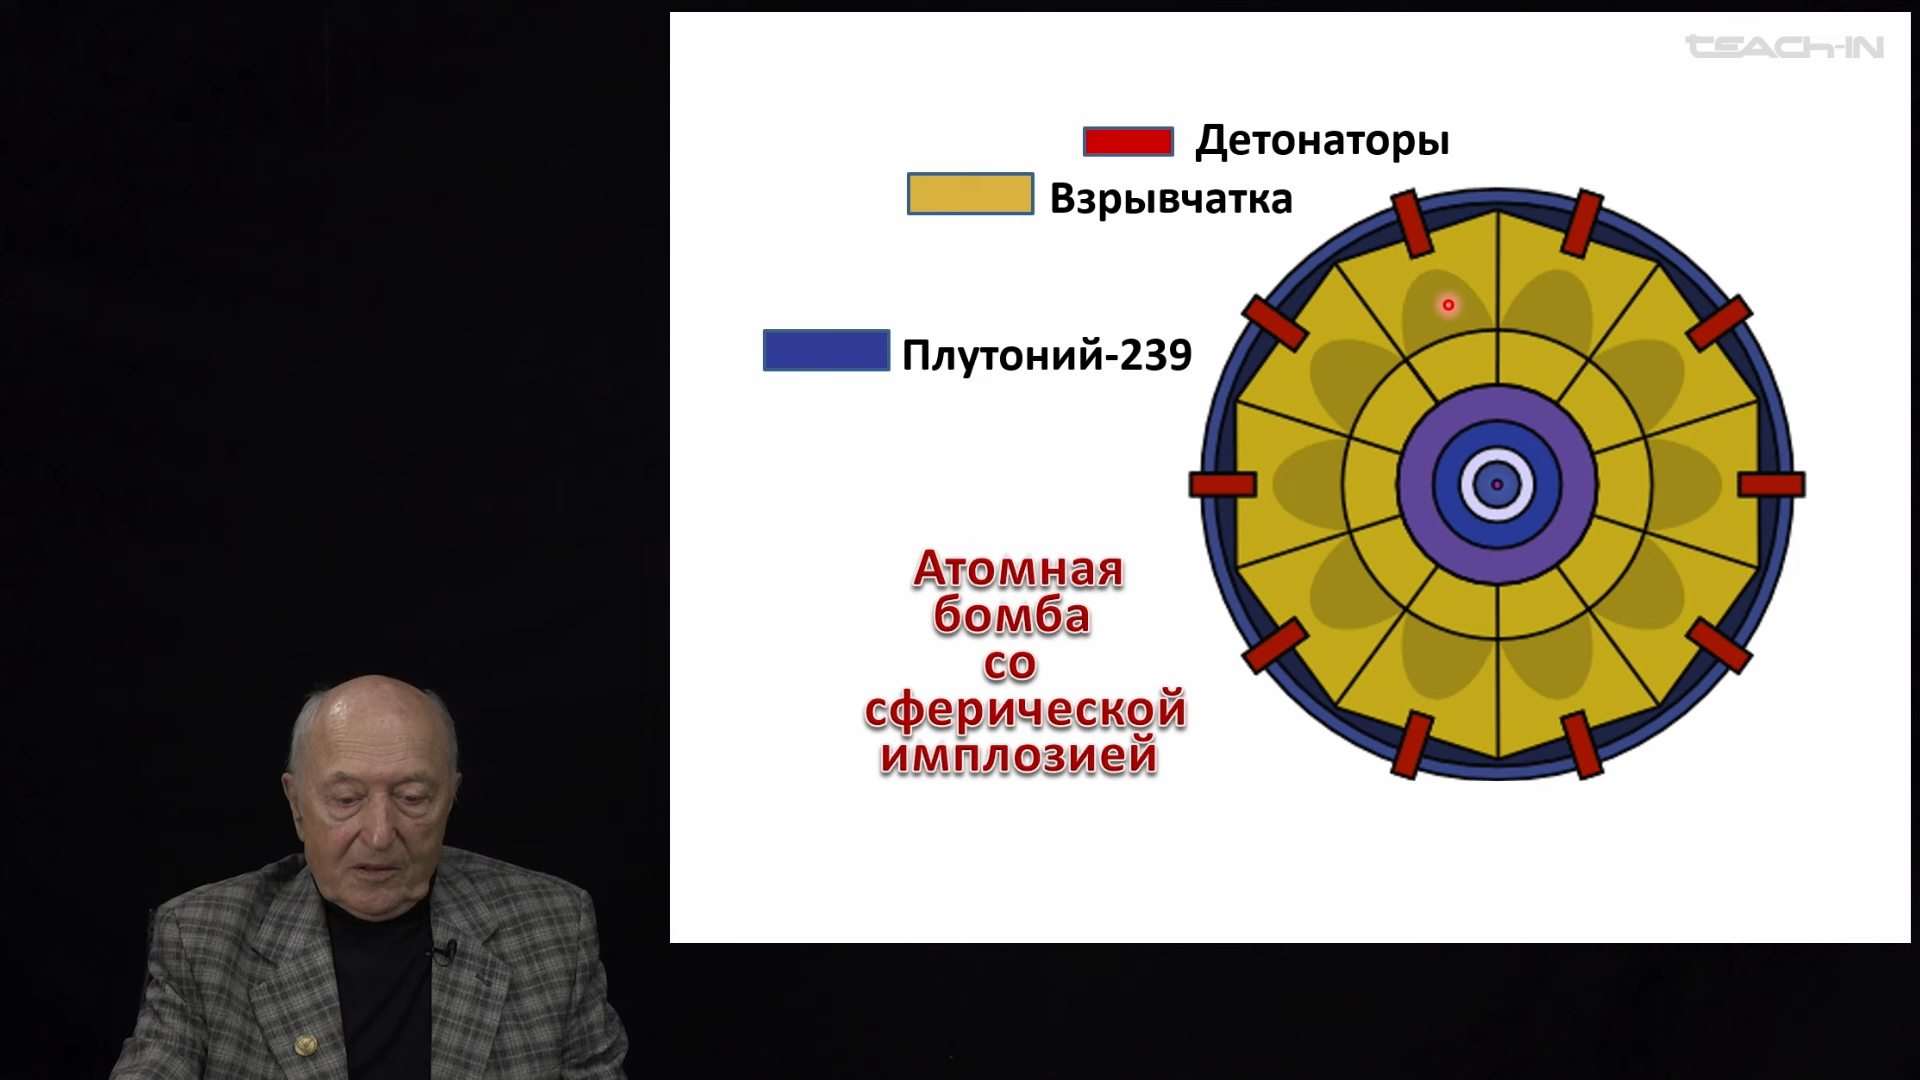 TEACH-IN
Детонаторы
Взрывчатка
Плутоний-239
Атомная
бомба
со
сферической
имплозией